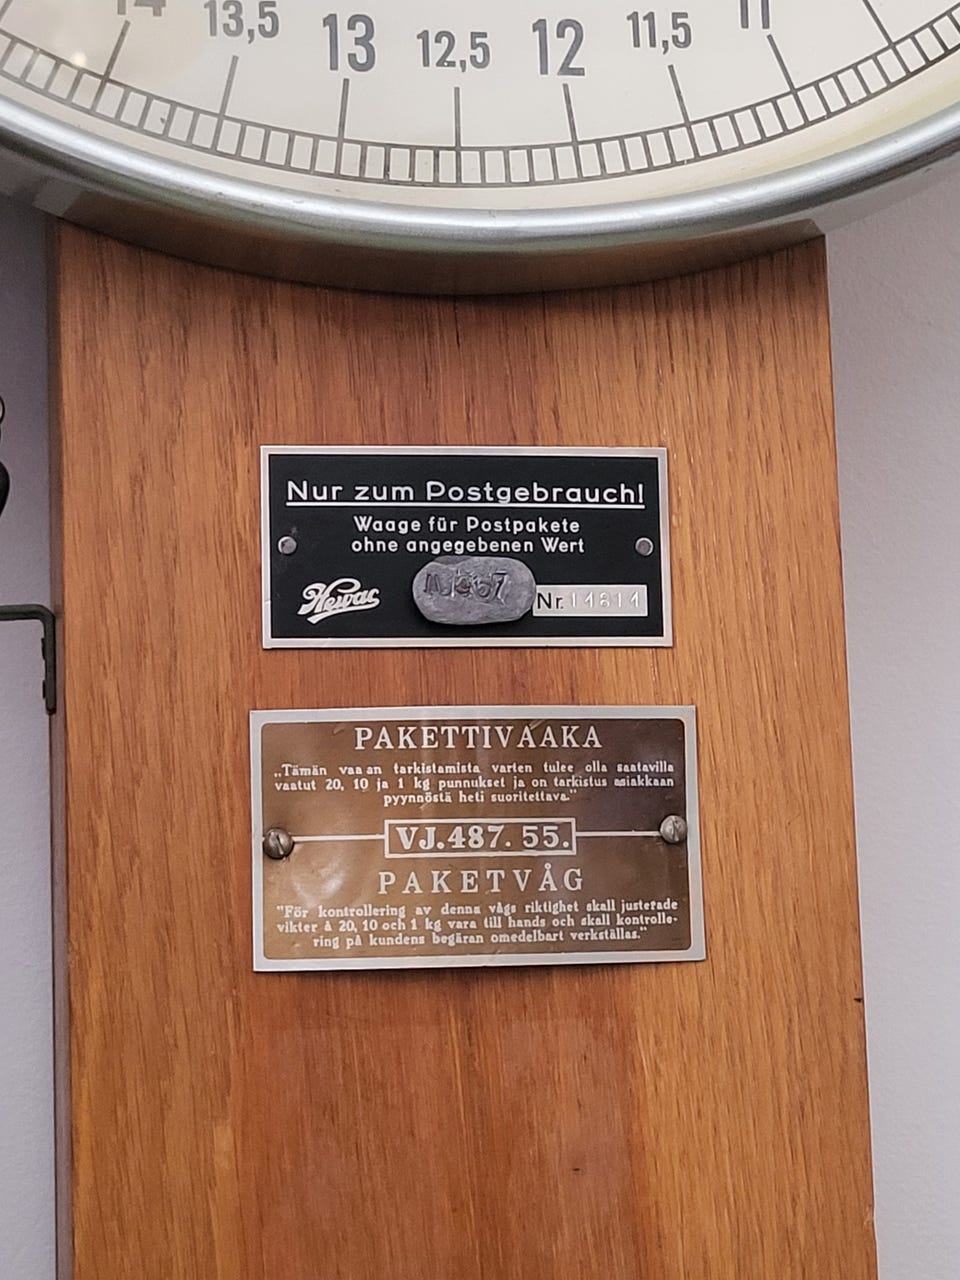 14 13,5 13 12,5 12 11,5 11
Nur zum Postgebrauch!
Waage für Postpakete
ohne angegebenen Wert
Hewac
Nr. 14814
PAKETTIVAAKA
„Tämän vaaan tarkistamista varten tulee olla saatavilla
vaatut 20, 10 ja 1 kg punnukset ja on tarkistus asiakkaan
pyynnöstä heti suoritettava."
VJ.487. 55.
PAKETVÅG
"För kontrollering av denna vågs riktighet skall justerade
vikter à 20, 10 och 1 kg vara till hands och skall kontrolle-
ring på kundens begäran omedelbart verkställas."